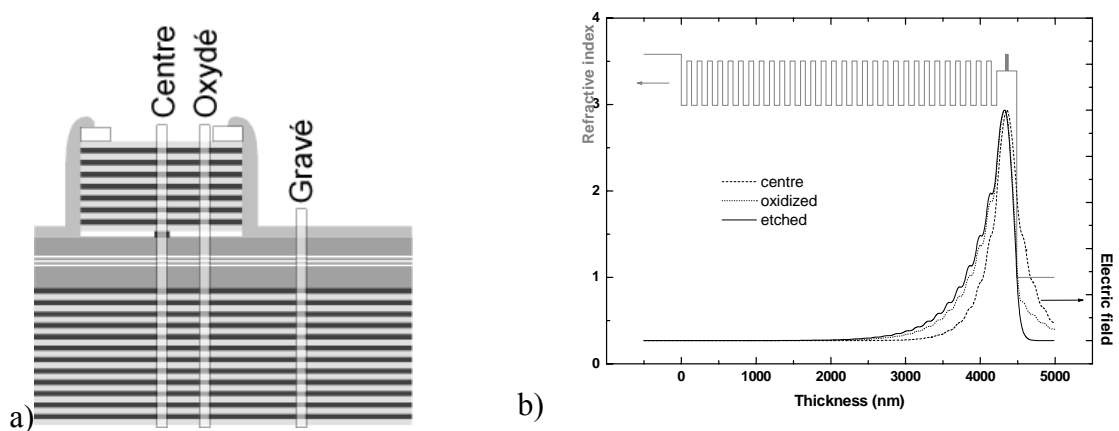 Centre
Oxydé
Gravé
a)
b)
Refractive index
4
3
2
1
0
centre
oxidized
etched
Electric field
0
1000
2000
3000
4000
5000
Thickness (nm)